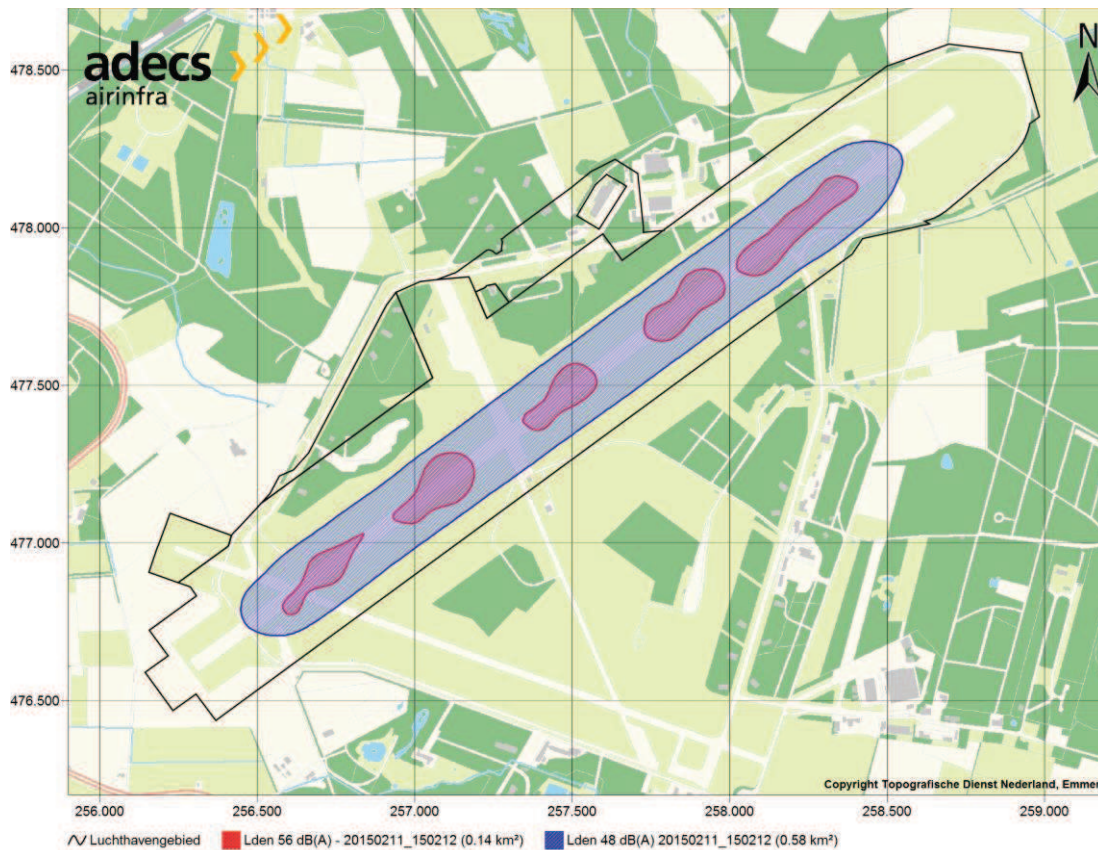 adecs
airinfra
N
478.500
478.000
477.500
477.000
476.500
Copyright Topografische Dienst Nederland, Emmen
256.000 256.500 257.000 257.500 258.000 258.500 259.000
Luchthavengebied Lden 56 dB(A) - 20150211_150212 (0.14 km²) Lden 48 dB(A) 20150211_150212 (0.58 km²)